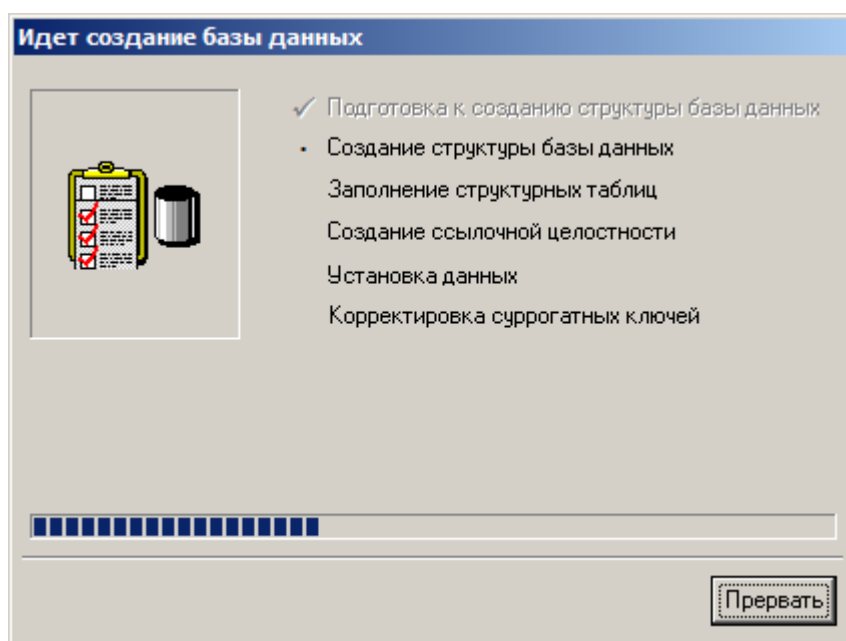 Идет создание базы данных
Подготовка к созданию структуры базы данных
Создание структуры базы данных
Заполнение структурных таблиц
Создание ссылочной целостности
Установка данных
Корректировка суррогатных ключей
Прервать